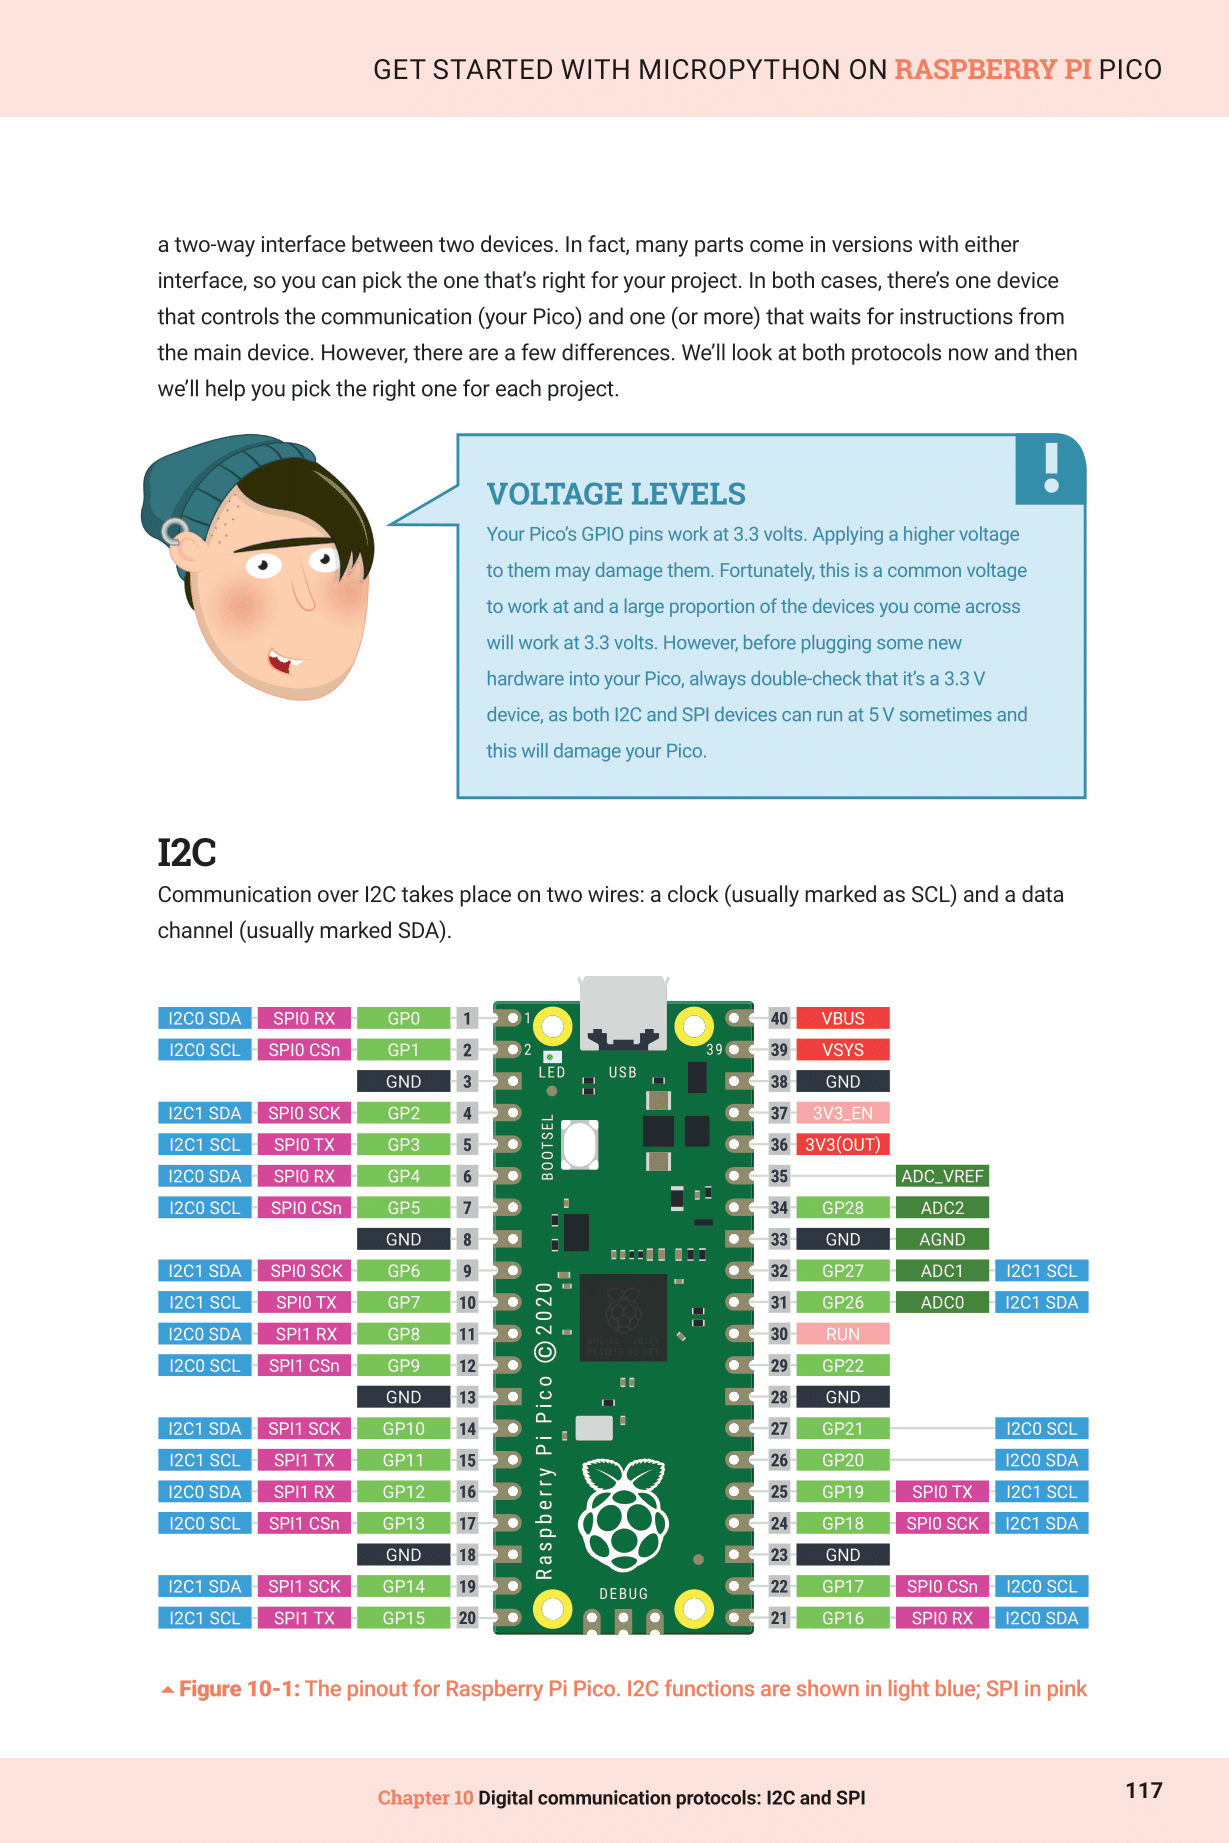 GET STARTED WITH MICROPYTHON ON RASPBERRY PI PICO
a two-way interface between two devices. In fact, many parts come in versions with either
interface, so you can pick the one that’s right for your project. In both cases, there’s one device
that controls the communication (your Pico) and one (or more) that waits for instructions from
the main device. However, there are a few differences. We’ll look at both protocols now and then
we’ll help you pick the right one for each project.
!
VOLTAGE LEVELS
Your Pico’s GPIO pins work at 3.3 volts. Applying a higher voltage
to them may damage them. Fortunately, this is a common voltage
to work at and a large proportion of the devices you come across
will work at 3.3 volts. However, before plugging some new
hardware into your Pico, always double-check that it’s a 3.3 V
device, as both I2C and SPI devices can run at 5 V sometimes and
this will damage your Pico.
I2C
Communication over I2C takes place on two wires: a clock (usually marked as SCL) and a data
channel (usually marked SDA).
I2C0 SDA SPI0 RX GP0 1 1 40 VBUS
I2C0 SCL SPI0 CSn GP1 2 2 39 39 VSYS
LED USB
GND 3 38 GND
I2C1 SDA SPI0 SCK GP2 4 37 3V3_EN
I2C1 SCL SPI0 TX GP3 5 BOOTSEL 36 3V3(OUT)
I2C0 SDA SPI0 RX GP4 6 35 ADC_VREF
I2C0 SCL SPI0 CSn GP5 7 34 GP28 ADC2
GND 8 33 GND AGND
I2C1 SDA SPI0 SCK GP6 9 32 GP27 ADC1 I2C1 SCL
I2C1 SCL SPI0 TX GP7 10 31 GP26 ADC0 I2C1 SDA
I2C0 SDA SPI1 RX GP8 11 30 RUN
I2C0 SCL SPI1 CSn GP9 12 29 GP22
GND 13 28 GND
I2C1 SDA SPI1 SCK GP10 14 27 GP21 I2C0 SCL
Raspberry Pi Pico ©2020
I2C1 SCL SPI1 TX GP11 15 26 GP20 I2C0 SDA
I2C0 SDA SPI1 RX GP12 16 25 GP19 SPI0 TX I2C1 SCL
I2C0 SCL SPI1 CSn GP13 17 24 GP18 SPI0 SCK I2C1 SDA
GND 18 23 GND
I2C1 SDA SPI1 SCK GP14 19 DEBUG 22 GP17 SPI0 CSn I2C0 SCL
I2C1 SCL SPI1 TX GP15 20 21 GP16 SPI0 RX I2C0 SDA
Figure 10-1: The pinout for Raspberry Pi Pico. I2C functions are shown in light blue; SPI in pink
Chapter 10 Digital communication protocols: I2C and SPI
117